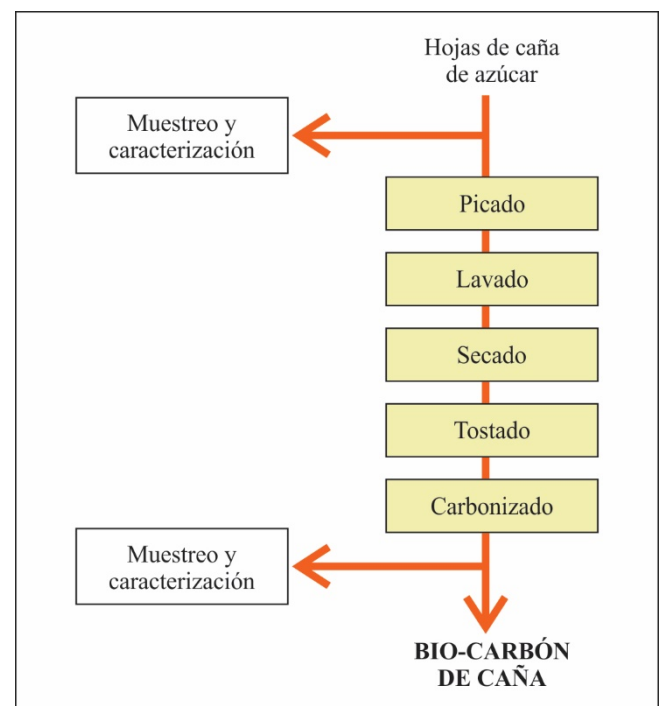 Hojas de caña
de azúcar
Muestreo y
caracterización
Picado
Lavado
Secado
Tostado
Carbonizado
Muestreo y
caracterización
BIO-CARBÓN
DE CAÑA